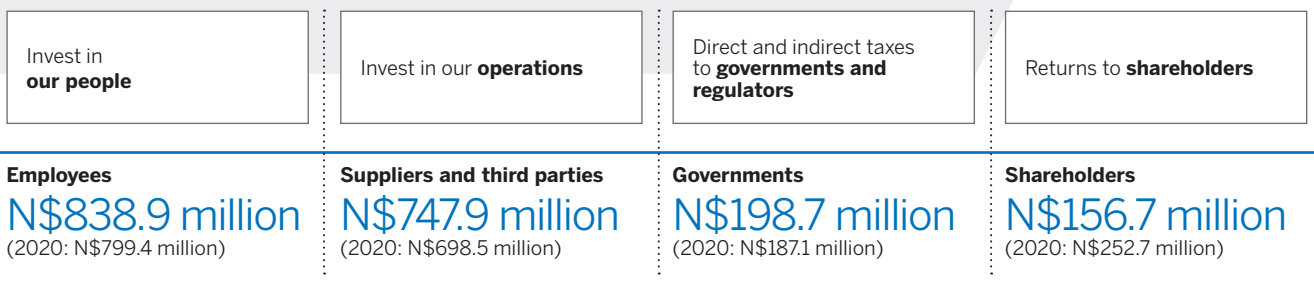 Invest in
our people
Invest in our operations
Direct and indirect taxes
to governments and
regulators
Returns to shareholders
Employees
N$838.9 million
(2020: N$799.4 million)
Suppliers and third parties
N$747.9 million
(2020: N$698.5 million)
Governments
N$198.7 million
(2020: N$187.1 million)
Shareholders
N$156.7 million
(2020: N$252.7 million)